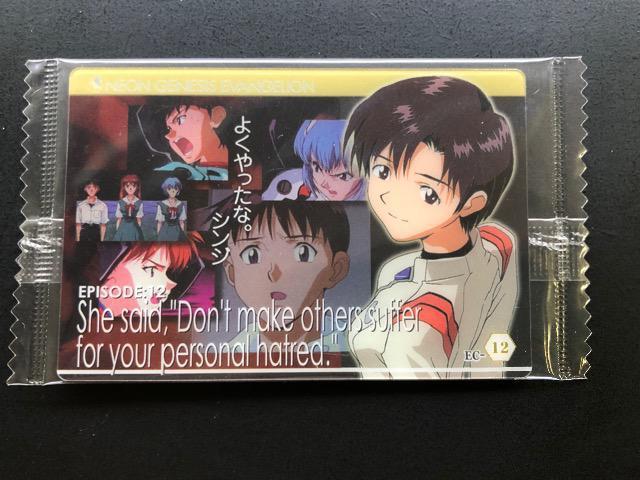 NEON GENESIS EVANGELION
よくやったな。
シンジ
EPISODE:12
She said, "Don't make others suffer
for your personal hatred."
EC-12